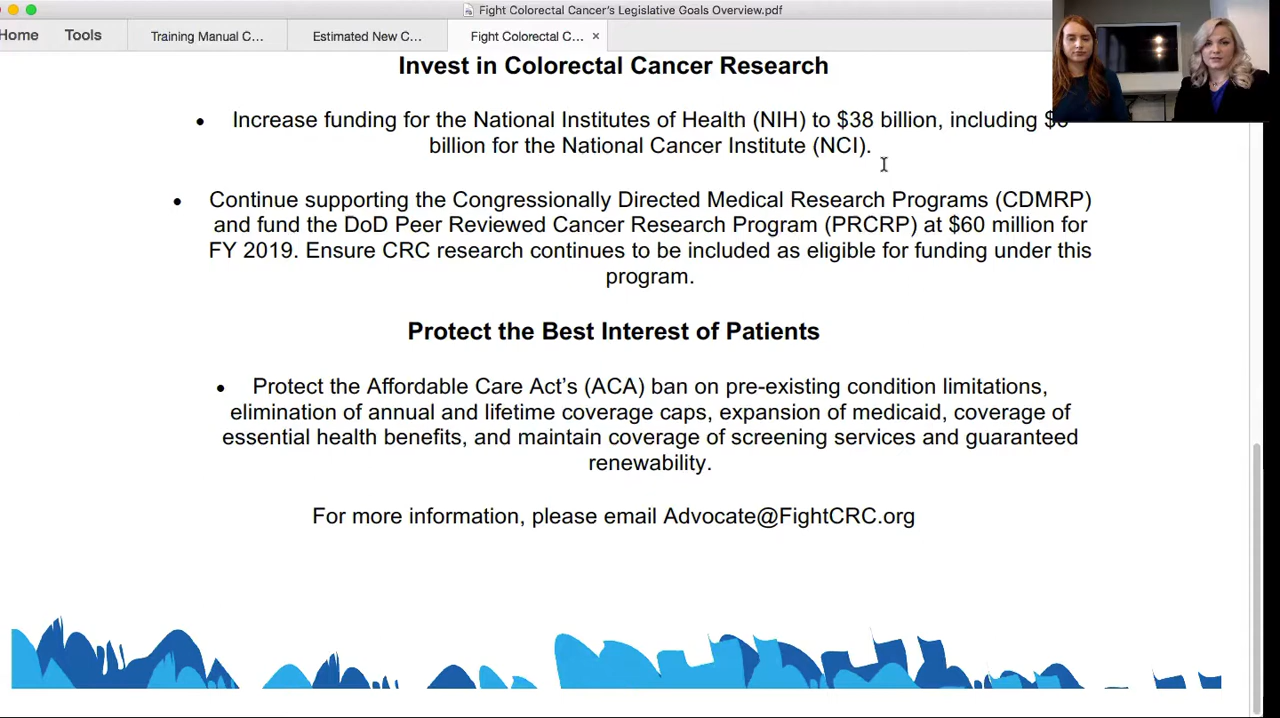 Fight Colorectal Cancer's Legislative Goals Overview.pdf
Home Tools Training Manual C... Estimated New C... Fight Colorectal C... ×
Invest in Colorectal Cancer Research
• Increase funding for the National Institutes of Health (NIH) to $38 billion, including
billion for the National Cancer Institute (NCI).
• Continue supporting the Congressionally Directed Medical Research Programs (CDMRP)
and fund the DoD Peer Reviewed Cancer Research Program (PRCRP) at $60 million for
FY 2019. Ensure CRC research continues to be included as eligible for funding under this
program.
Protect the Best Interest of Patients
• Protect the Affordable Care Act's (ACA) ban on pre-existing condition limitations,
elimination of annual and lifetime coverage caps, expansion of medicaid, coverage of
essential health benefits, and maintain coverage of screening services and guaranteed
renewability.
For more information, please email Advocate@FightCRC.org